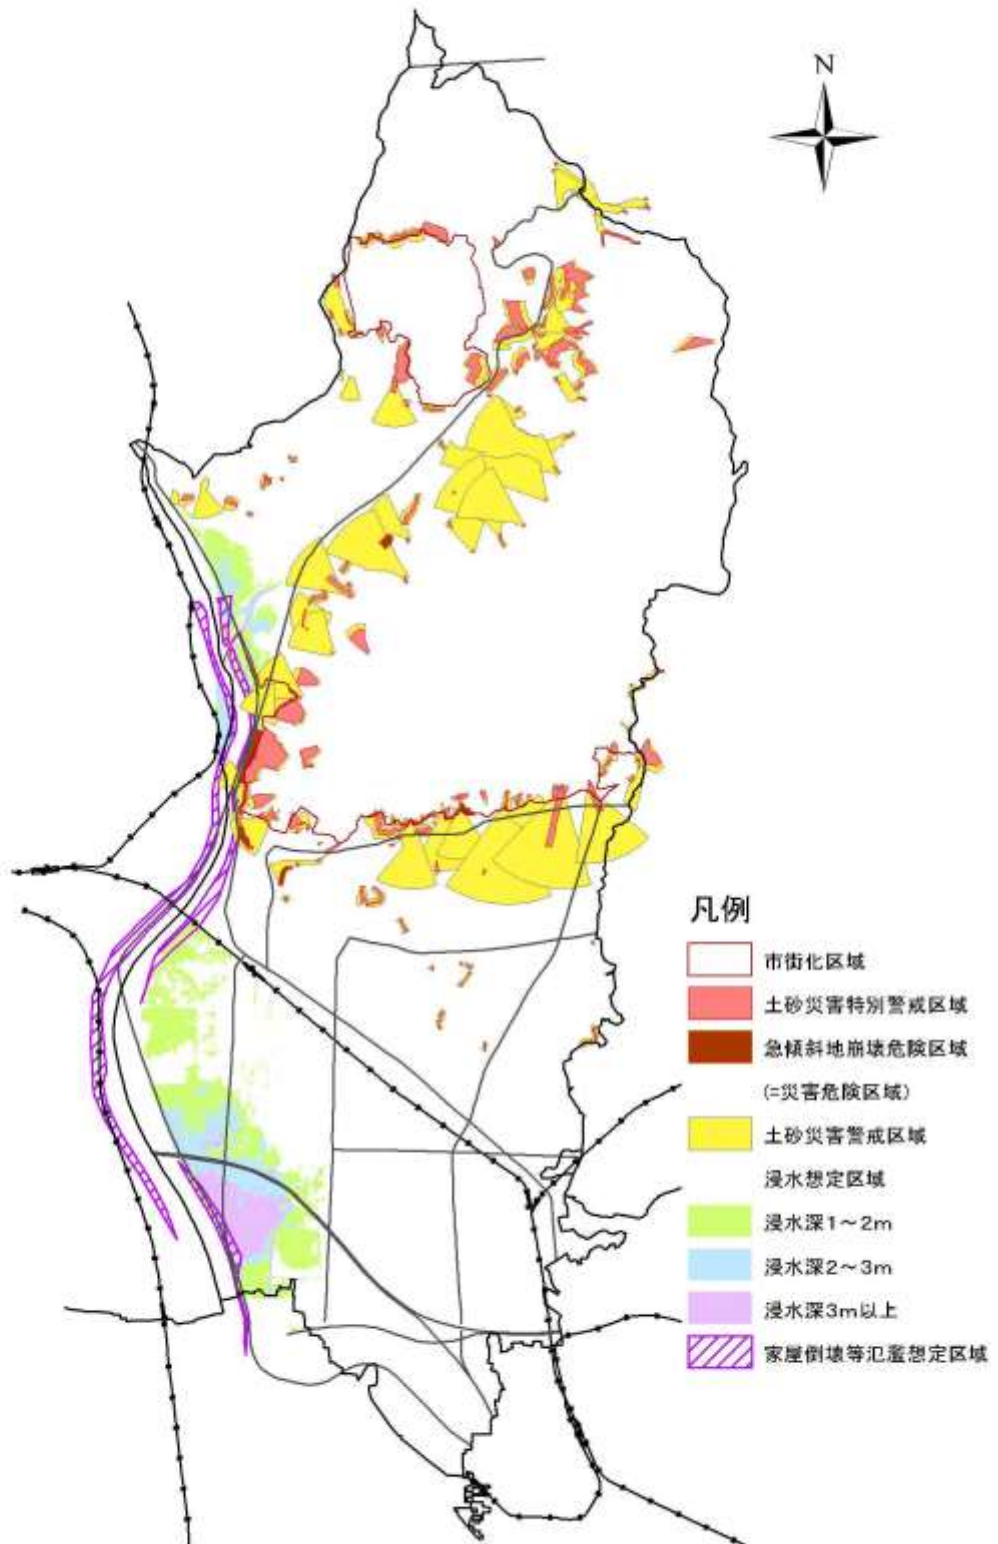 N
凡例
市街化区域
土砂災害特別警戒区域
急傾斜地崩壊危険区域
(=災害危険区域)
土砂災害警戒区域
浸水想定区域
浸水深1～2m
浸水深2～3m
浸水深3m以上
家屋倒壊等氾濫想定区域